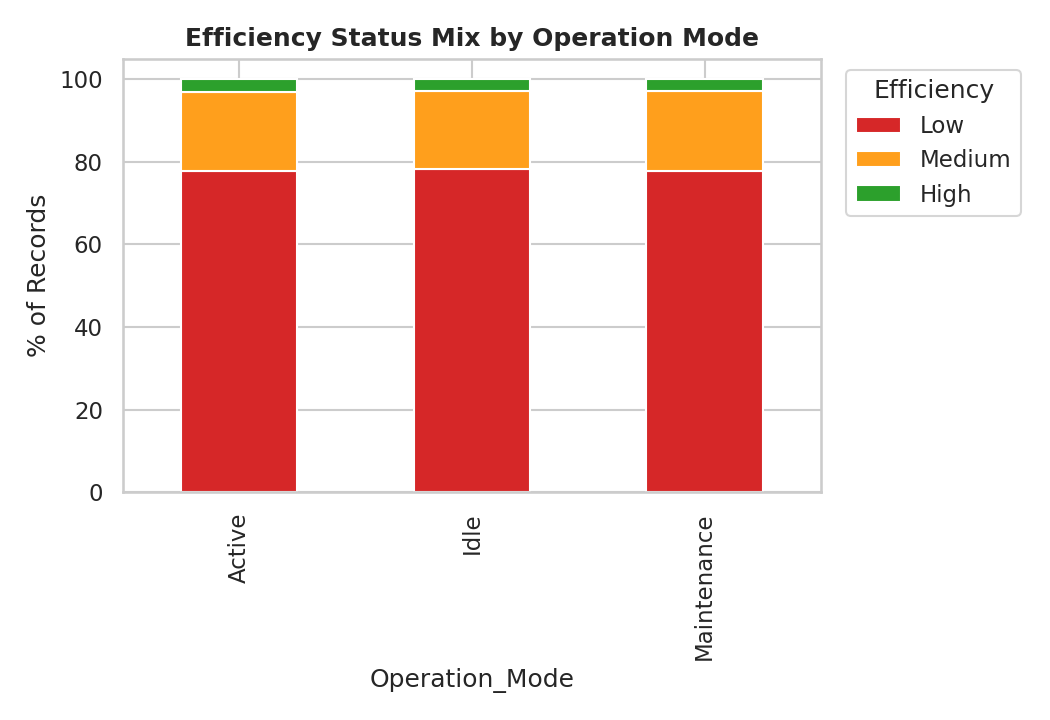 Efficiency Status Mix by Operation Mode
% of Records
100
80
60
40
20
0
Active
Idle
Maintenance
Operation_Mode
Efficiency
Low
Medium
High